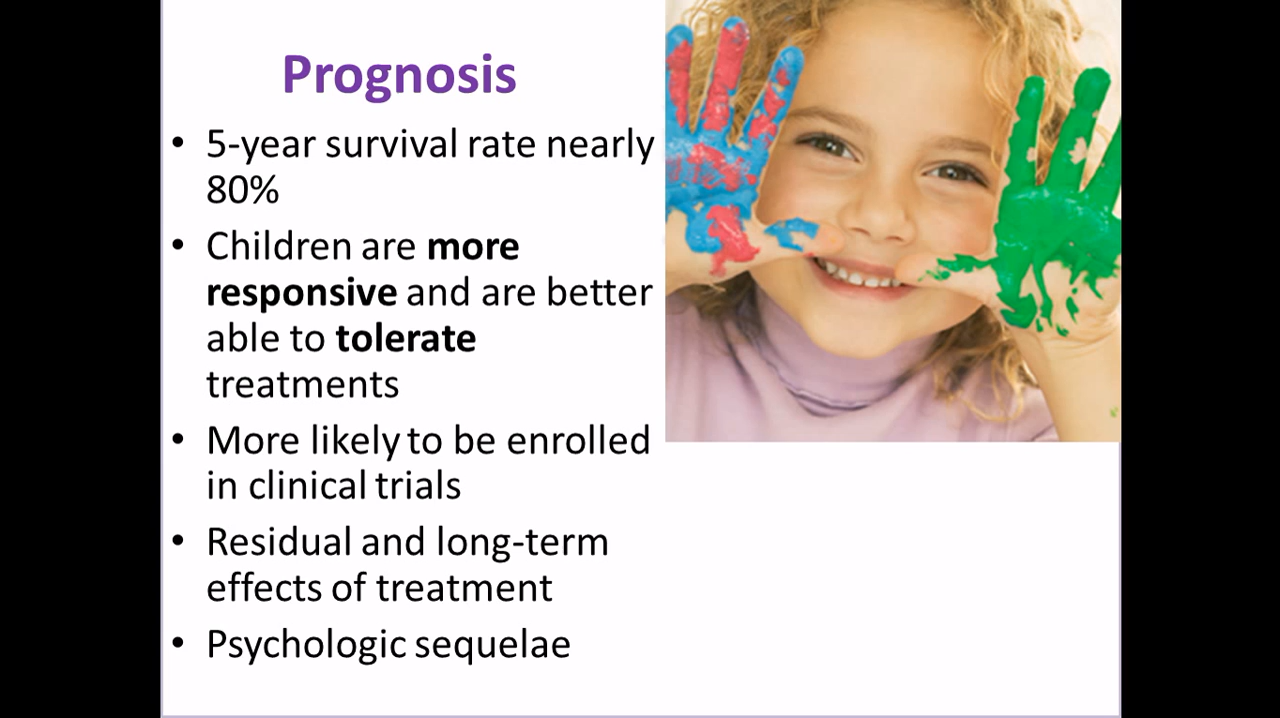 Prognosis
• 5-year survival rate nearly
80%
• Children are more
responsive and are better
able to tolerate
treatments
• More likely to be enrolled
in clinical trials
• Residual and long-term
effects of treatment
• Psychologic sequelae